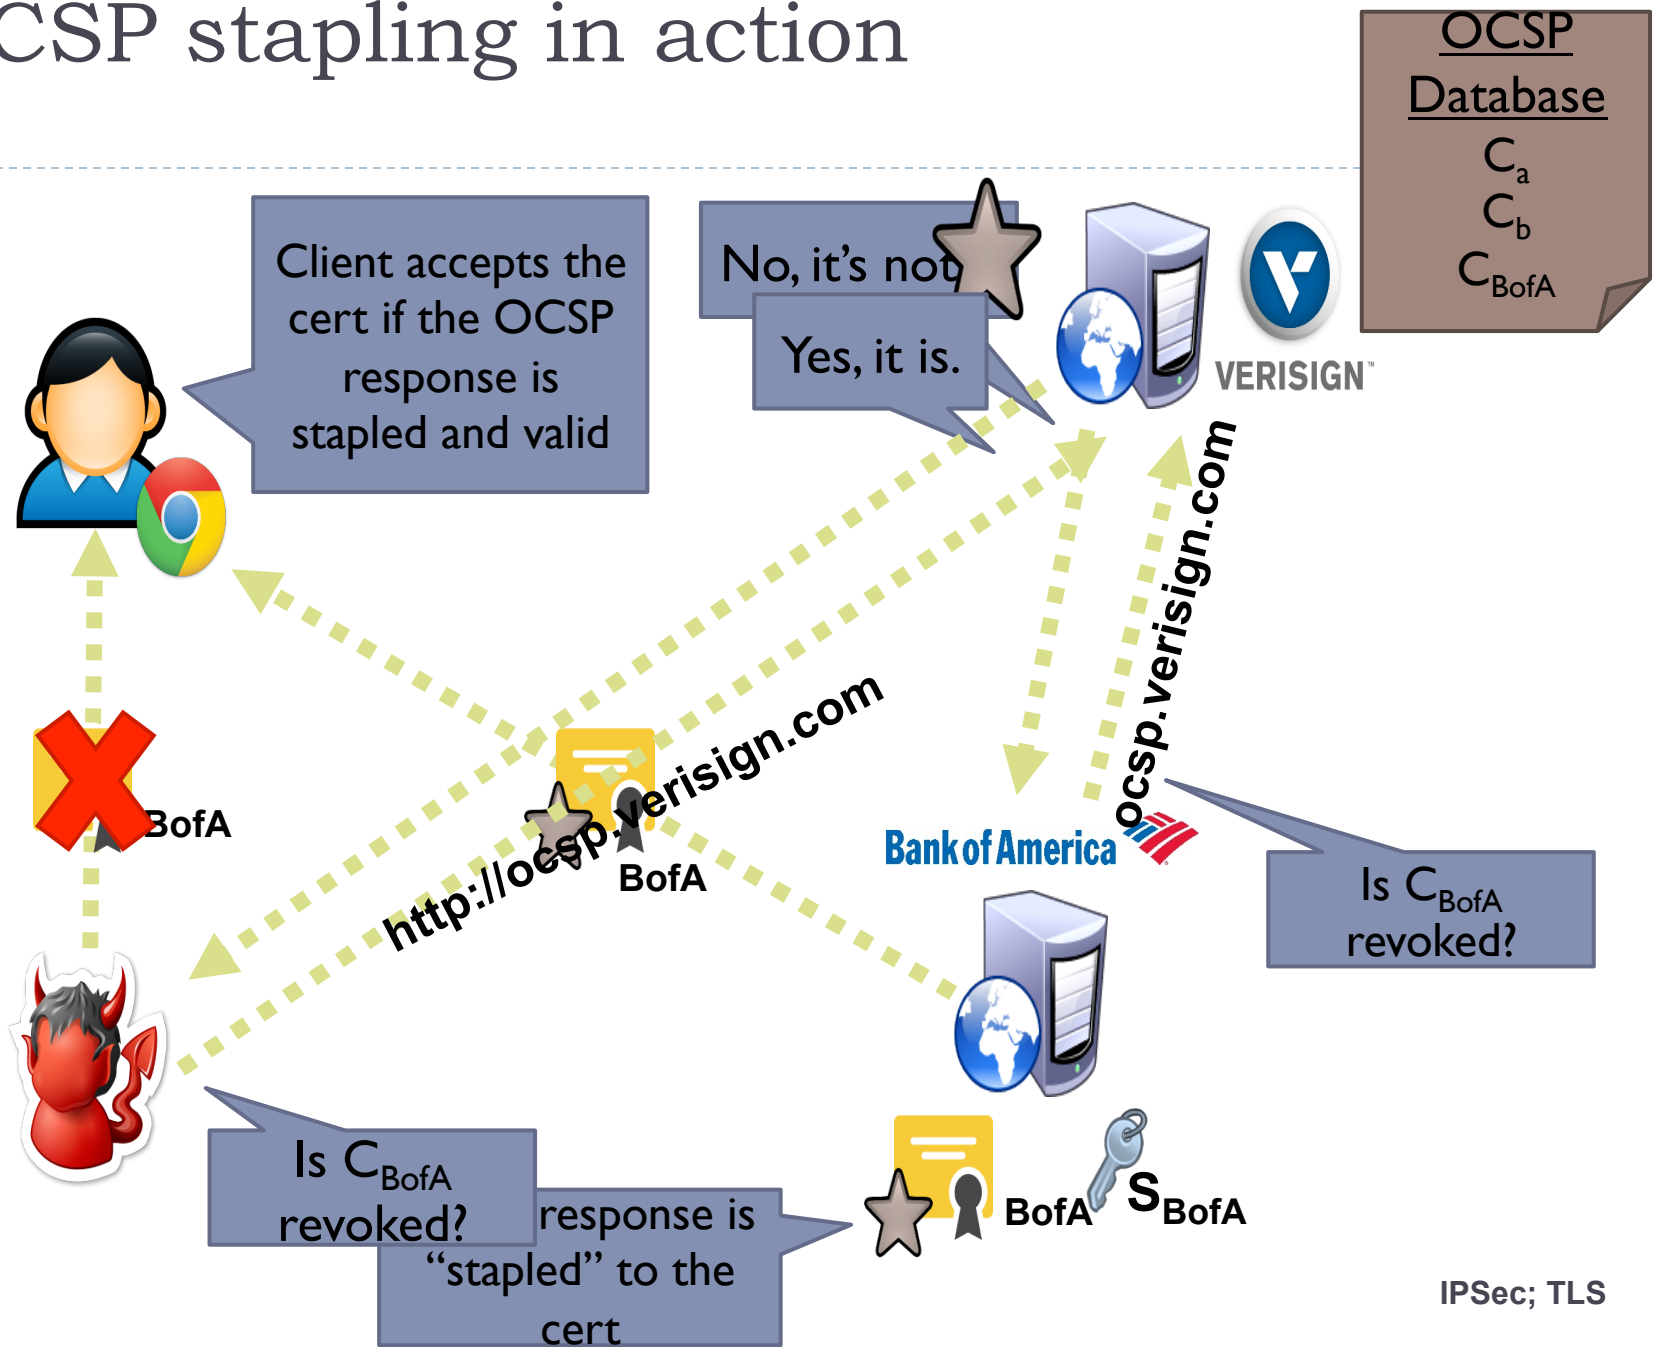 CSP stapling in action
OCSP
Database
Ca
Cb
CBofA
Client accepts the
cert if the OCSP
response is
stapled and valid
No, it's not
Yes, it is.
VERISIGN™
ocsp.verisign.com
http://ocsp.verisign.com
BofA
BofA
Bank of America
Is CBofA
revoked?
Is CBofA
revoked?
response is
“stapled” to the
cert
BofA
SBofA
IPSec; TLS